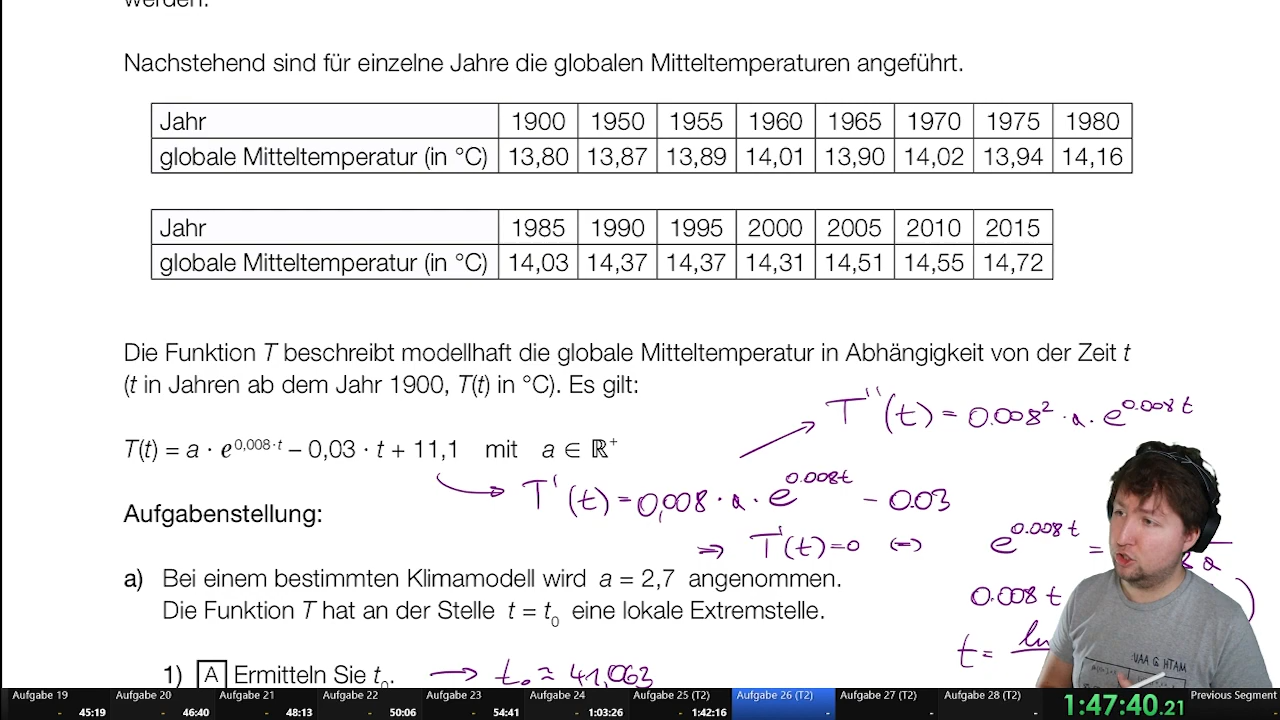 werden.
Nachstehend sind für einzelne Jahre die globalen Mitteltemperaturen angeführt.
Jahr 1900 1950 1955 1960 1965 1970 1975 1980
globale Mitteltemperatur (in °C) 13,80 13,87 13,89 14,01 13,90 14,02 13,94 14,16
Jahr 1985 1990 1995 2000 2005 2010 2015
globale Mitteltemperatur (in °C) 14,03 14,37 14,37 14,31 14,51 14,55 14,72
Die Funktion T beschreibt modellhaft die globale Mitteltemperatur in Abhängigkeit von der Zeit t
(t in Jahren ab dem Jahr 1900, T(t) in °C). Es gilt:
T''(t) = 0.008² · a · e^0.008t
T(t) = a · e^0,008·t – 0,03 · t + 11,1 mit a ∈ ℝ⁺
→ T'(t) = 0,008 · a · e^0.008t – 0.03
Aufgabenstellung:
⇒ T'(t)=0 ⇔ e^0.008t =
a) Bei einem bestimmten Klimamodell wird a = 2,7 angenommen.
0.008 t
Die Funktion T hat an der Stelle t = t₀ eine lokale Extremstelle.
t = ln
1) A Ermitteln Sie t₀. → t₀ ≈ 41,063
UAA G HTAM
Aufgabe 19 Aufgabe 20 Aufgabe 21 Aufgabe 22 Aufgabe 23 Aufgabe 24 Aufgabe 25 (T2) Aufgabe 26 (T2) Aufgabe 27 (T2) Aufgabe 28 (T2) 1:47:40.21 Previous Segment
- 45:19 - 46:40 - 48:13 - 50:06 - 54:41 - 1:03:26 - 1:42:16 - - - -